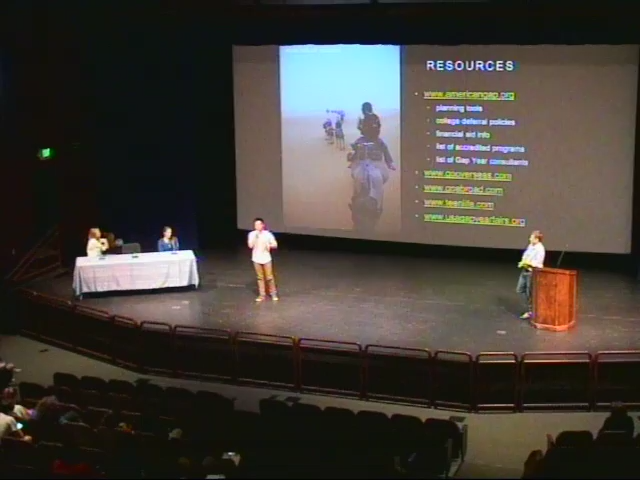 RESOURCES
www.americangap.org
planning tools
college deferral policies
financial aid info
list of accredited programs
list of Gap Year consultants
www.gooverseas.com
www.goabroad.com
www.teenlife.com
www.usagapyearfairs.org